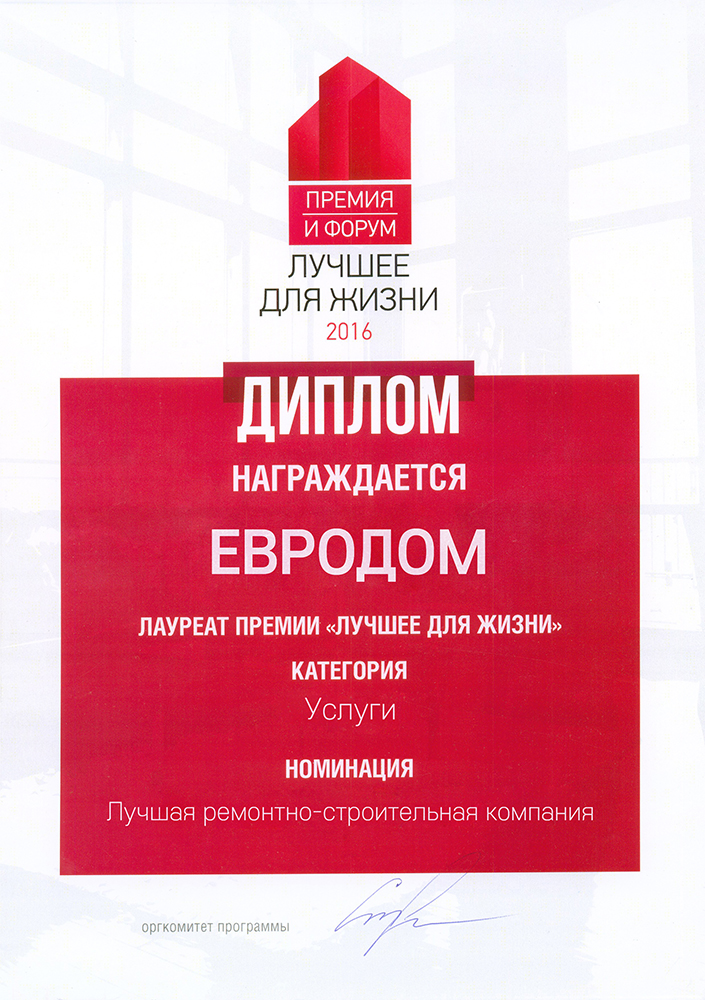 ПРЕМИЯ
И ФОРУМ
ЛУЧШЕЕ
ДЛЯ ЖИЗНИ
2016
ДИПЛОМ
НАГРАЖДАЕТСЯ
ЕВРОДОМ
ЛАУРЕАТ ПРЕМИИ «ЛУЧШЕЕ ДЛЯ ЖИЗНИ»
КАТЕГОРИЯ
Услуги
НОМИНАЦИЯ
Лучшая ремонтно-строительная компания
оргкомитет программы